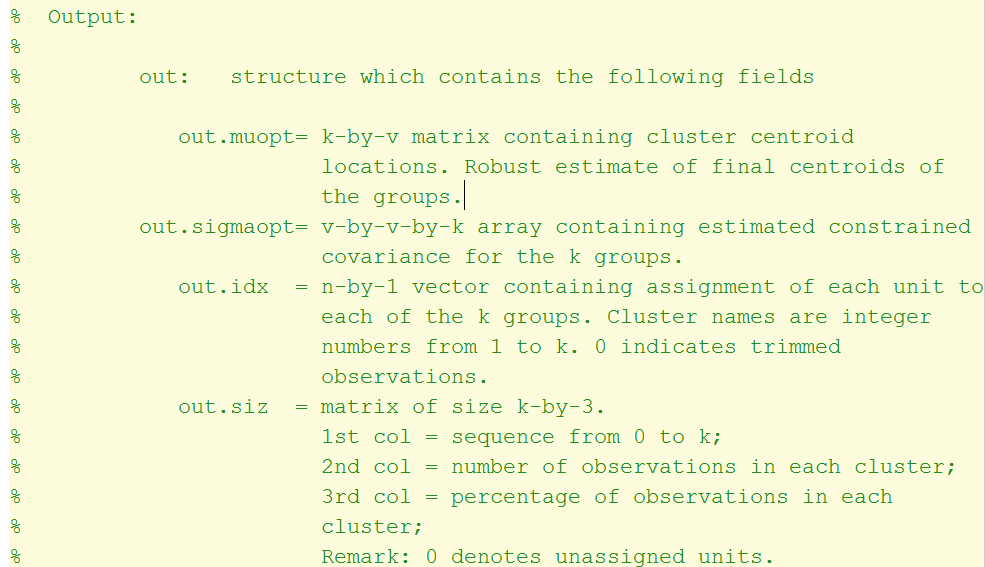 %  Output:
%
%         out:   structure which contains the following fields
%
%            out.muopt= k-by-v matrix containing cluster centroid
%                       locations. Robust estimate of final centroids of
%                       the groups.
%         out.sigmaopt= v-by-v-by-k array containing estimated constrained
%                       covariance for the k groups.
%            out.idx  = n-by-1 vector containing assignment of each unit to
%                       each of the k groups. Cluster names are integer
%                       numbers from 1 to k. 0 indicates trimmed
%                       observations.
%            out.siz  = matrix of size k-by-3.
%                       1st col = sequence from 0 to k;
%                       2nd col = number of observations in each cluster;
%                       3rd col = percentage of observations in each
%                       cluster;
%                       Remark: 0 denotes unassigned units.